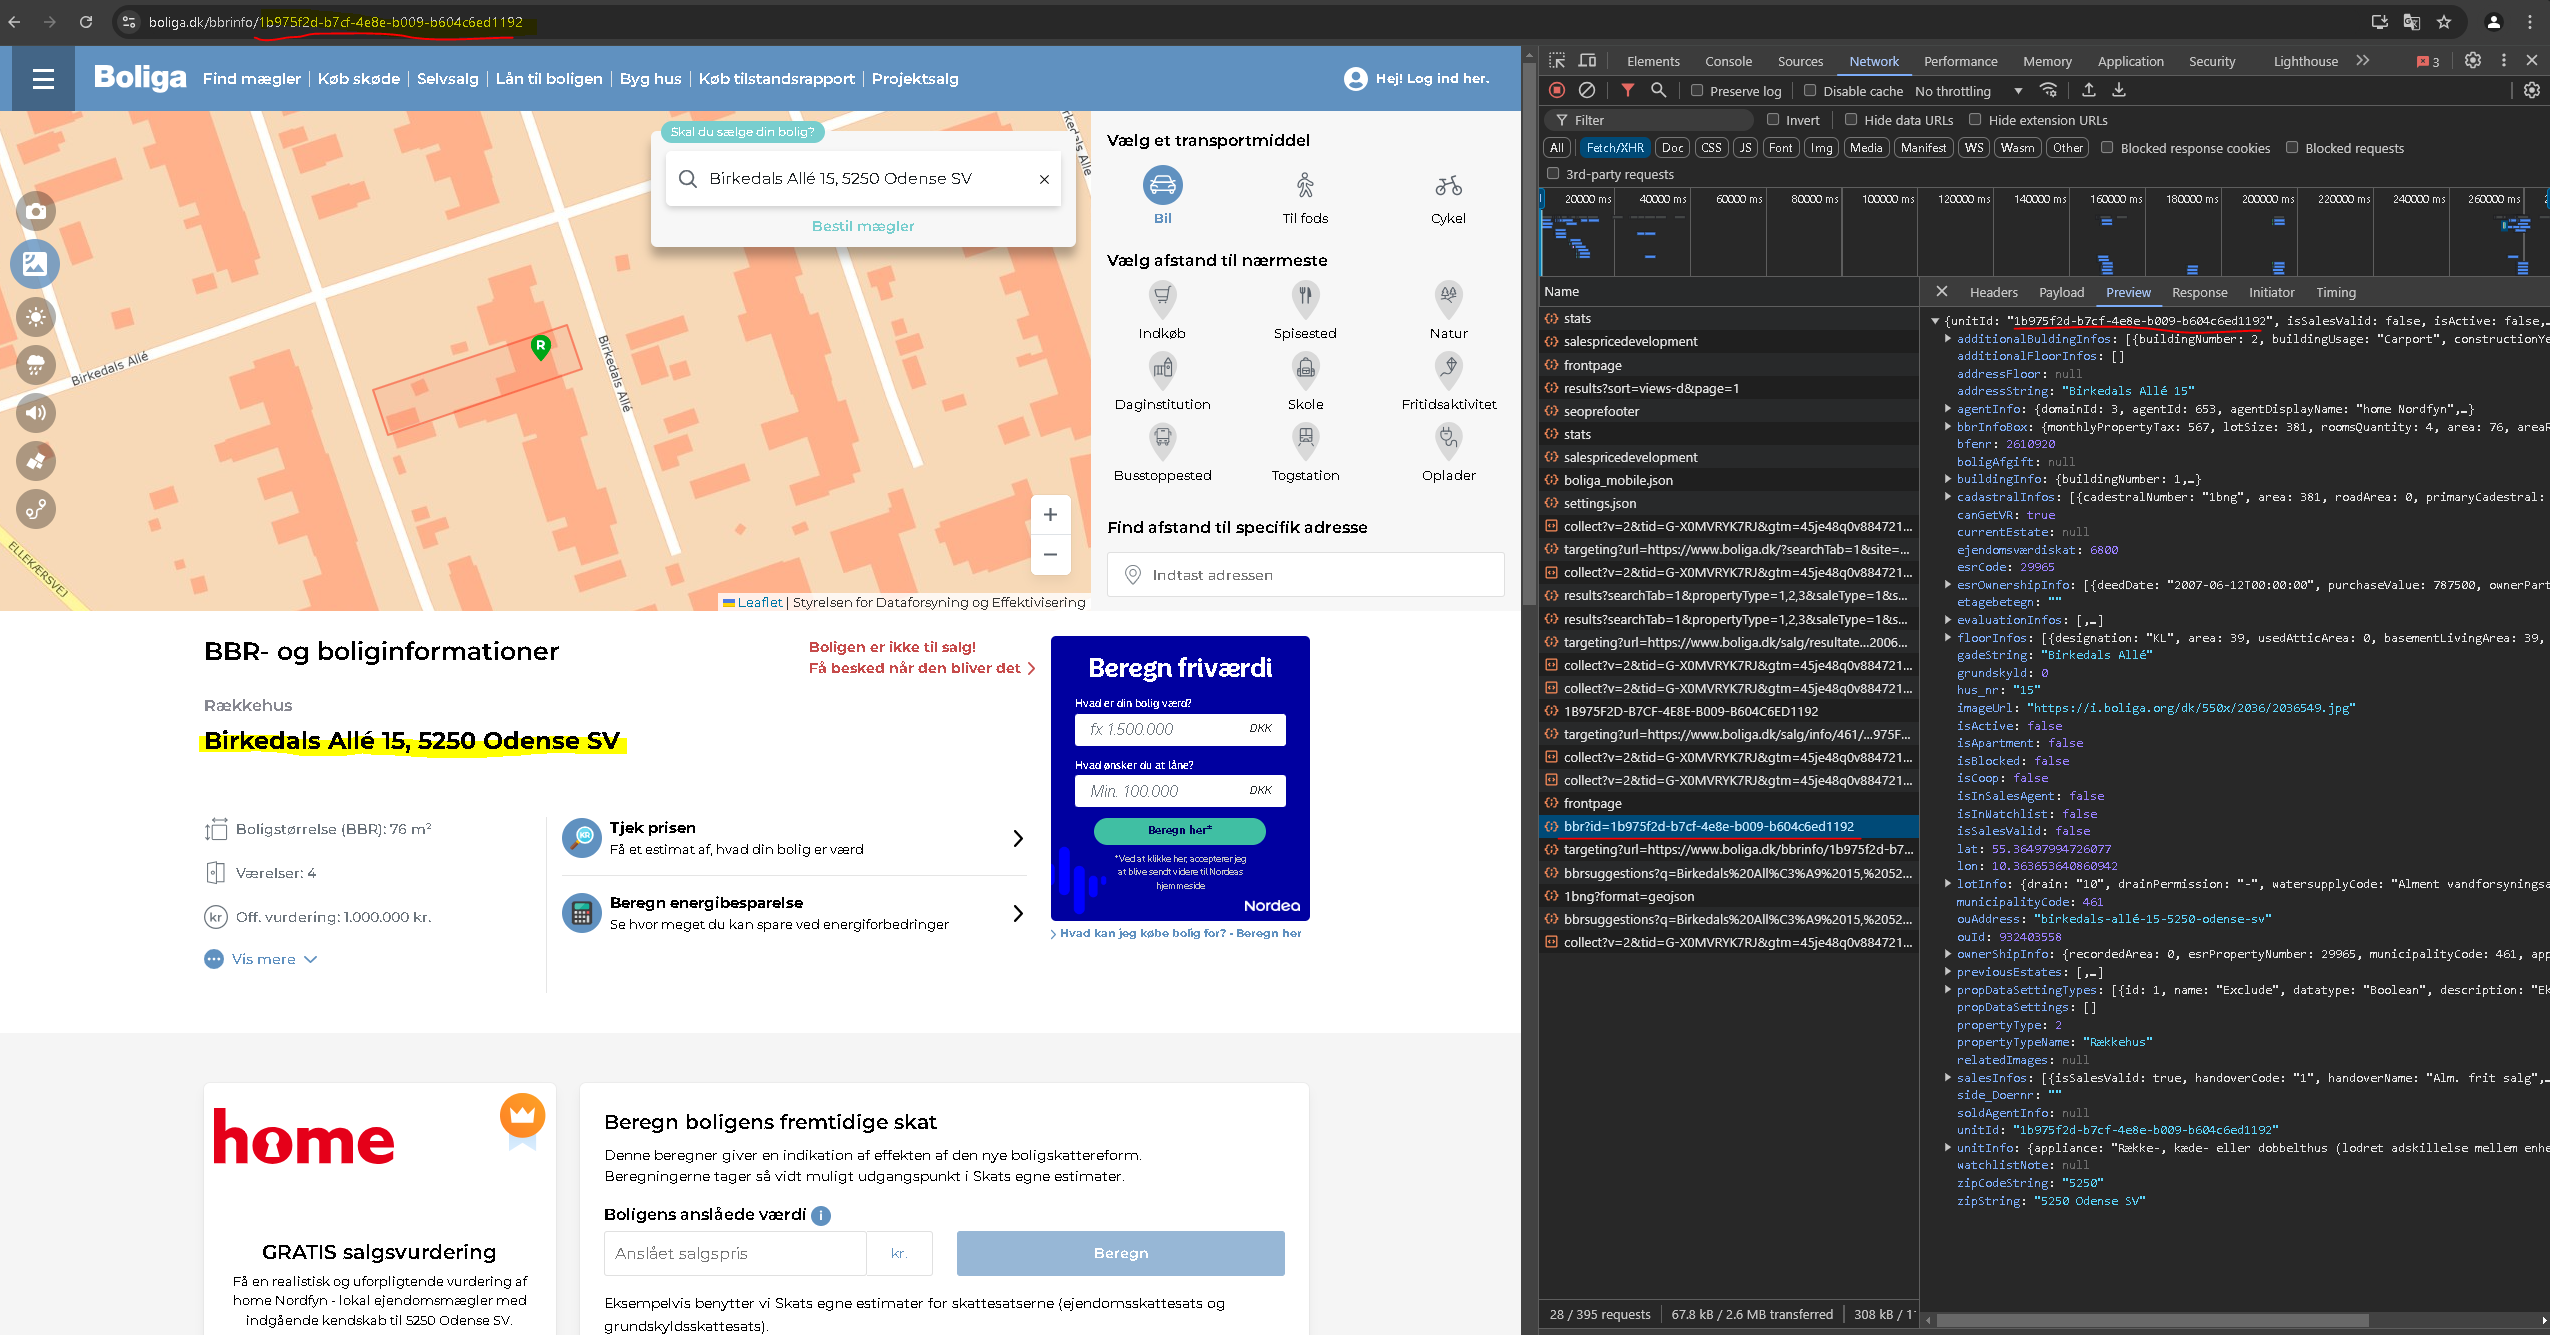 boliga.dk/bbrinfo/1b975f2d-b7cf-4e8e-b009-b604c6ed1192
Boliga
Find mægler | Køb skøde | Selvsalg | Lån til boligen | Byg hus | Køb tilstandsrapport | Projektsalg
Hej! Log ind her.
Skal du sælge din bolig?
Birkedals Allé 15, 5250 Odense SV
Bestil mægler
Birkedals Allé
Birkedals Allé
ELLEKÆRSVEJ
R
+
−
Leaflet | Styrelsen for Dataforsyning og Effektivisering
Vælg et transportmiddel
Bil
Til fods
Cykel
Vælg afstand til nærmeste
Indkøb
Spisested
Natur
Daginstitution
Skole
Fritidsaktivitet
Busstoppested
Togstation
Oplader
Find afstand til specifik adresse
Indtast adressen
BBR- og boliginformationer
Boligen er ikke til salg!
Få besked når den bliver det
Rækkehus
Birkedals Allé 15, 5250 Odense SV
Boligstørrelse (BBR): 76 m²
Værelser: 4
kr Off. vurdering: 1.000.000 kr.
Vis mere
Tjek prisen
Få et estimat af, hvad din bolig er værd
Beregn energibesparelse
Se hvor meget du kan spare ved energiforbedringer
Beregn friværdi
Hvad er din bolig værd?
fx 1.500.000 DKK
Hvad ønsker du at låne?
Min. 100.000 DKK
Beregn her*
*Ved at klikke her, accepterer jeg
at blive sendt videre til Nordeas
hjemmeside
Nordea
Hvad kan jeg købe bolig for? - Beregn her
home
GRATIS salgsvurdering
Få en realistisk og uforpligtende vurdering af
home Nordfyn - lokal ejendomsmægler med
indgående kendskab til 5250 Odense SV.
Beregn boligens fremtidige skat
Denne beregner giver en indikation af effekten af den nye boligskattereform.
Beregningerne tager så vidt muligt udgangspunkt i Skats egne estimater.
Boligens anslåede værdi i
Anslået salgspris kr.
Beregn
Eksempelvis benytter vi Skats egne estimater for skattesatserne (ejendomsskattesats og
grundskyldsskattesats).
Elements Console Sources Network Performance Memory Application Security Lighthouse 3
Preserve log Disable cache No throttling
Filter Invert Hide data URLs Hide extension URLs
All Fetch/XHR Doc CSS JS Font Img Media Manifest WS Wasm Other Blocked response cookies Blocked requests
3rd-party requests
20000 ms 40000 ms 60000 ms 80000 ms 100000 ms 120000 ms 140000 ms 160000 ms 180000 ms 200000 ms 220000 ms 240000 ms 260000 ms
Name
stats
salespricedevelopment
frontpage
results?sort=views-d&page=1
seoprefooter
stats
salespricedevelopment
boliga_mobile.json
settings.json
collect?v=2&tid=G-X0MVRYK7RJ&gtm=45je48q0v884721...
targeting?url=https://www.boliga.dk/?searchTab=1&site=...
collect?v=2&tid=G-X0MVRYK7RJ&gtm=45je48q0v884721...
results?searchTab=1&propertyType=1,2,3&saleType=1&s...
results?searchTab=1&propertyType=1,2,3&saleType=1&s...
targeting?url=https://www.boliga.dk/salg/resultate...2006...
collect?v=2&tid=G-X0MVRYK7RJ&gtm=45je48q0v884721...
collect?v=2&tid=G-X0MVRYK7RJ&gtm=45je48q0v884721...
1B975F2D-B7CF-4E8E-B009-B604C6ED1192
targeting?url=https://www.boliga.dk/salg/info/461/...975F...
collect?v=2&tid=G-X0MVRYK7RJ&gtm=45je48q0v884721...
collect?v=2&tid=G-X0MVRYK7RJ&gtm=45je48q0v884721...
frontpage
bbr?id=1b975f2d-b7cf-4e8e-b009-b604c6ed1192
targeting?url=https://www.boliga.dk/bbrinfo/1b975f2d-b7...
bbrsuggestions?q=Birkedals%20All%C3%A9%2015,%2052...
1bng?format=geojson
bbrsuggestions?q=Birkedals%20All%C3%A9%2015,%2052...
collect?v=2&tid=G-X0MVRYK7RJ&gtm=45je48q0v884721...
28 / 395 requests 67.8 kB / 2.6 MB transferred 308 kB / 1
Headers Payload Preview Response Initiator Timing
{unitId: "1b975f2d-b7cf-4e8e-b009-b604c6ed1192", isSalesValid: false, isActive: false,…
additionalBuldingInfos: [{buildingNumber: 2, buildingUsage: "Carport", constructionYe
additionalFloorInfos: []
addressFloor: null
addressString: "Birkedals Allé 15"
agentInfo: {domainId: 3, agentId: 653, agentDisplayName: "home Nordfyn",…}
bbrInfoBox: {monthlyPropertyTax: 567, lotSize: 381, roomsQuantity: 4, area: 76, areaR
bfenr: 2610920
boligAfgift: null
buildingInfo: {buildingNumber: 1,…}
cadastralInfos: [{cadestralNumber: "1bng", area: 381, roadArea: 0, primaryCadestral:
canGetVR: true
currentEstate: null
ejendomsværdiskat: 6800
esrCode: 29965
esrOwnershipInfo: [{deedDate: "2007-06-12T00:00:00", purchaseValue: 787500, ownerPart
etagebetegn: ""
evaluationInfos: [,…]
floorInfos: [{designation: "KL", area: 39, usedAtticArea: 0, basementLivingArea: 39,
gadeString: "Birkedals Allé"
grundskyld: 0
hus_nr: "15"
imageUrl: "https://i.boliga.org/dk/550x/2036/2036549.jpg"
isActive: false
isApartment: false
isBlocked: false
isCoop: false
isInSalesAgent: false
isInWatchlist: false
isSalesValid: false
lat: 55.36497994726077
lon: 10.363653640860942
lotInfo: {drain: "10", drainPermission: "-", watersupplyCode: "Alment vandforsyningsa
municipalityCode: 461
ouAddress: "birkedals-allé-15-5250-odense-sv"
ouId: 932403558
ownerShipInfo: {recordedArea: 0, esrPropertyNumber: 29965, municipalityCode: 461, app
previousEstates: [,…]
propDataSettingTypes: [{id: 1, name: "Exclude", datatype: "Boolean", description: "Ek
propDataSettings: []
propertyType: 2
propertyTypeName: "Rækkehus"
relatedImages: null
salesInfos: [{isSalesValid: true, handoverCode: "1", handoverName: "Alm. frit salg",…
side_Doernr: ""
soldAgentInfo: null
unitId: "1b975f2d-b7cf-4e8e-b009-b604c6ed1192"
unitInfo: {appliance: "Række-, kæde- eller dobbelthus (lodret adskillelse mellem enhe
watchlistNote: null
zipCodeString: "5250"
zipString: "5250 Odense SV"